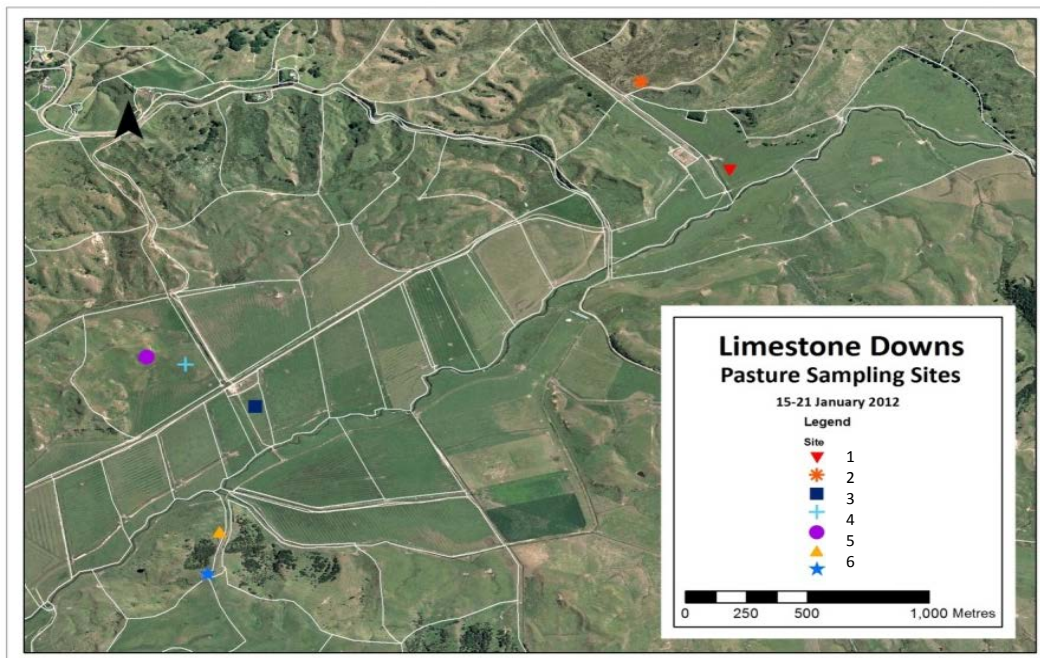 Limestone Downs
Pasture Sampling Sites
15-21 January 2012
Legend
Site
1
2
3
4
5
6
0 250 500 1,000 Metres